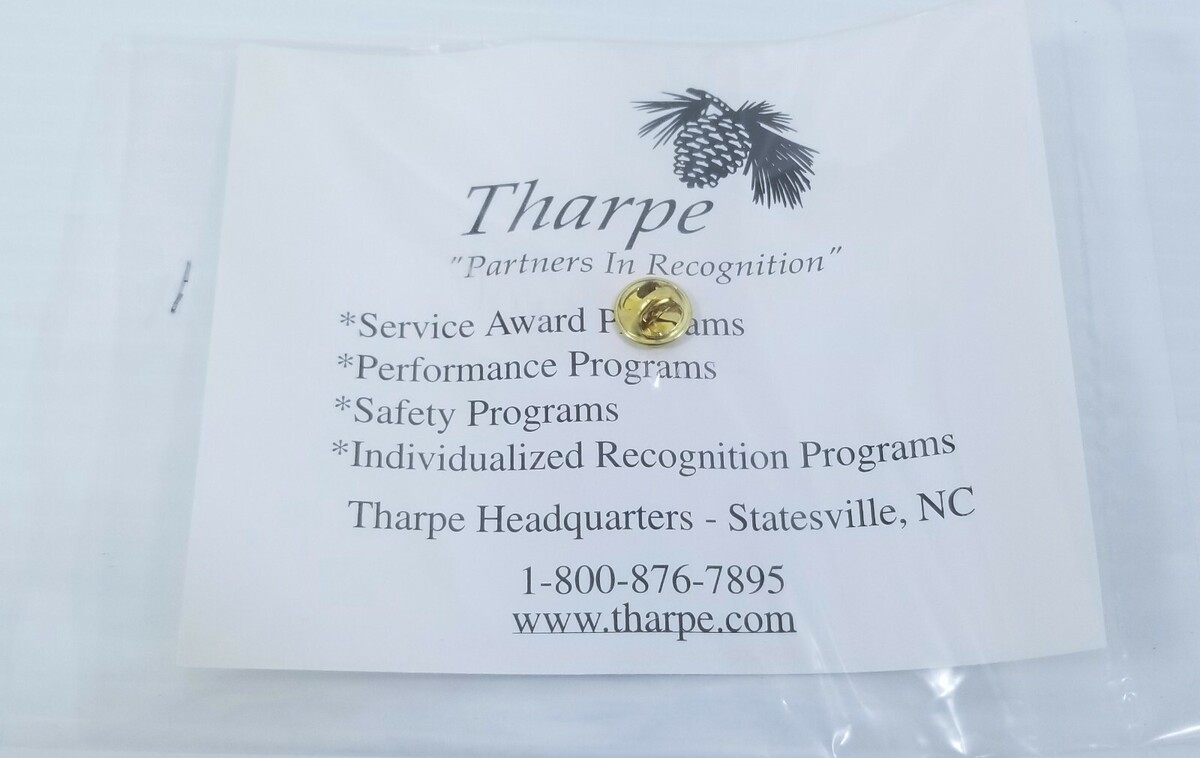 Tharpe
"Partners In Recognition"
*Service Award P ams
*Performance Programs
*Safety Programs
*Individualized Recognition Programs
Tharpe Headquarters - Statesville, NC
1-800-876-7895
www.tharpe.com